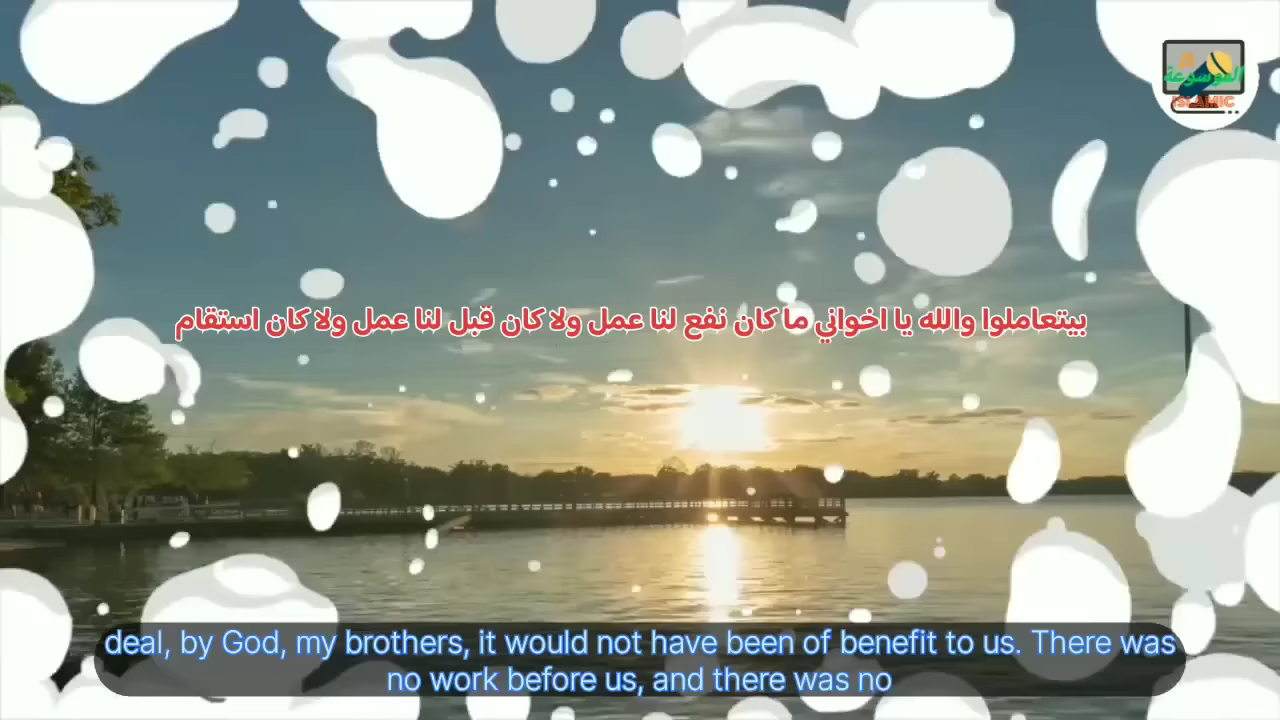 الموسوعة
ISLAMIC
بيتعاملوا والله يا اخواني ما كان نفع لنا عمل ولا كان قبل لنا عمل ولا كان استقام
deal, by God, my brothers, it would not have been of benefit to us. There was
no work before us, and there was no